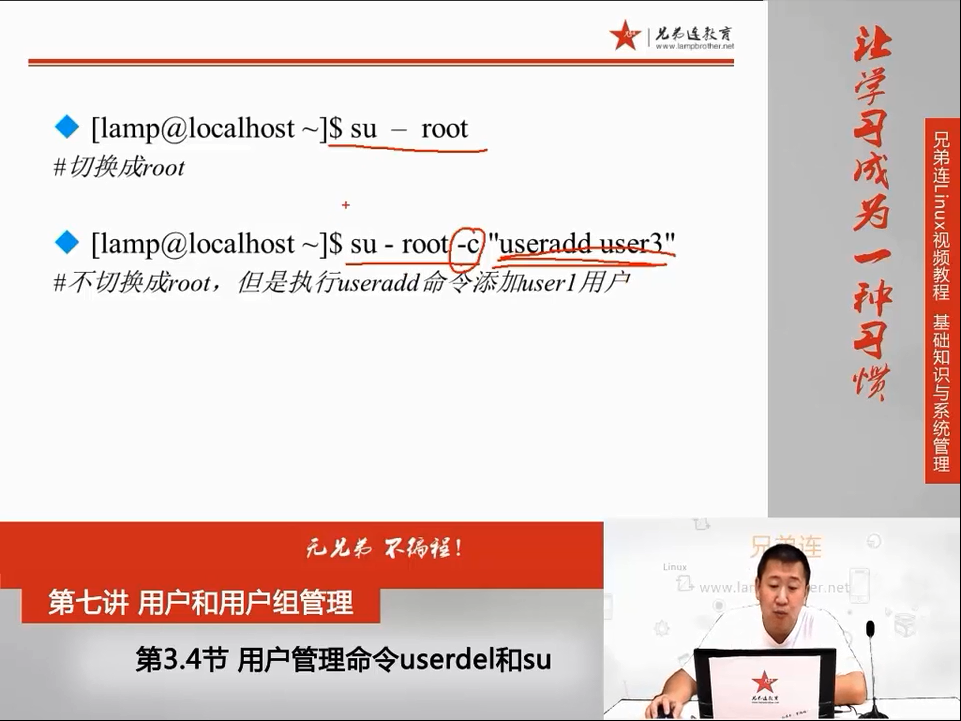 兄弟连教育
www.lampbrother.net
[lamp@localhost ~]$ su – root
#切换成root
[lamp@localhost ~]$ su - root -c "useradd user3"
#不切换成root，但是执行useradd命令添加user1用户
让学习成为一种习惯
兄弟连Linux视频教程 基础知识与系统管理
无兄弟 不编程！
第七讲 用户和用户组管理
第3.4节 用户管理命令userdel和su
兄弟连
Linux
兄弟连教育